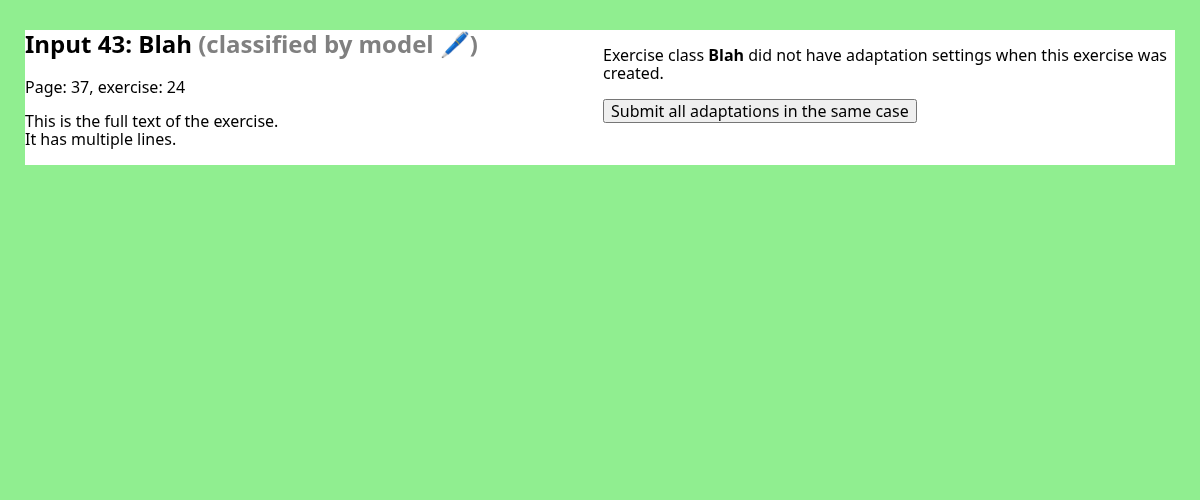 Input 43: Blah (classified by model 🖊️)
Page: 37, exercise: 24
This is the full text of the exercise.
It has multiple lines.
Exercise class Blah did not have adaptation settings when this exercise was
created.
Submit all adaptations in the same case